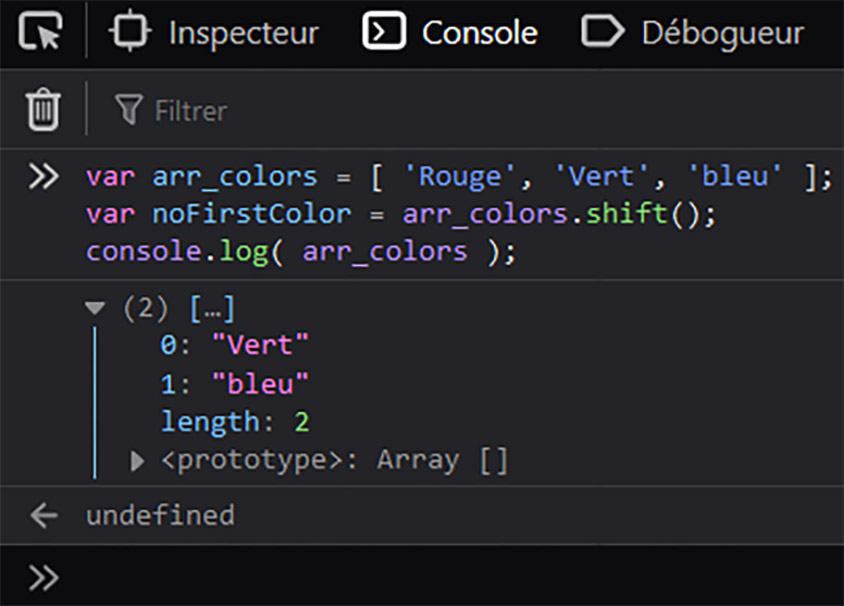 Inspecteur Console Débogueur
Filtrer
>> var arr_colors = [ 'Rouge', 'Vert', 'bleu' ];
var noFirstColor = arr_colors.shift();
console.log( arr_colors );
(2) […]
0: "Vert"
1: "bleu"
length: 2
<prototype>: Array []
undefined
>>